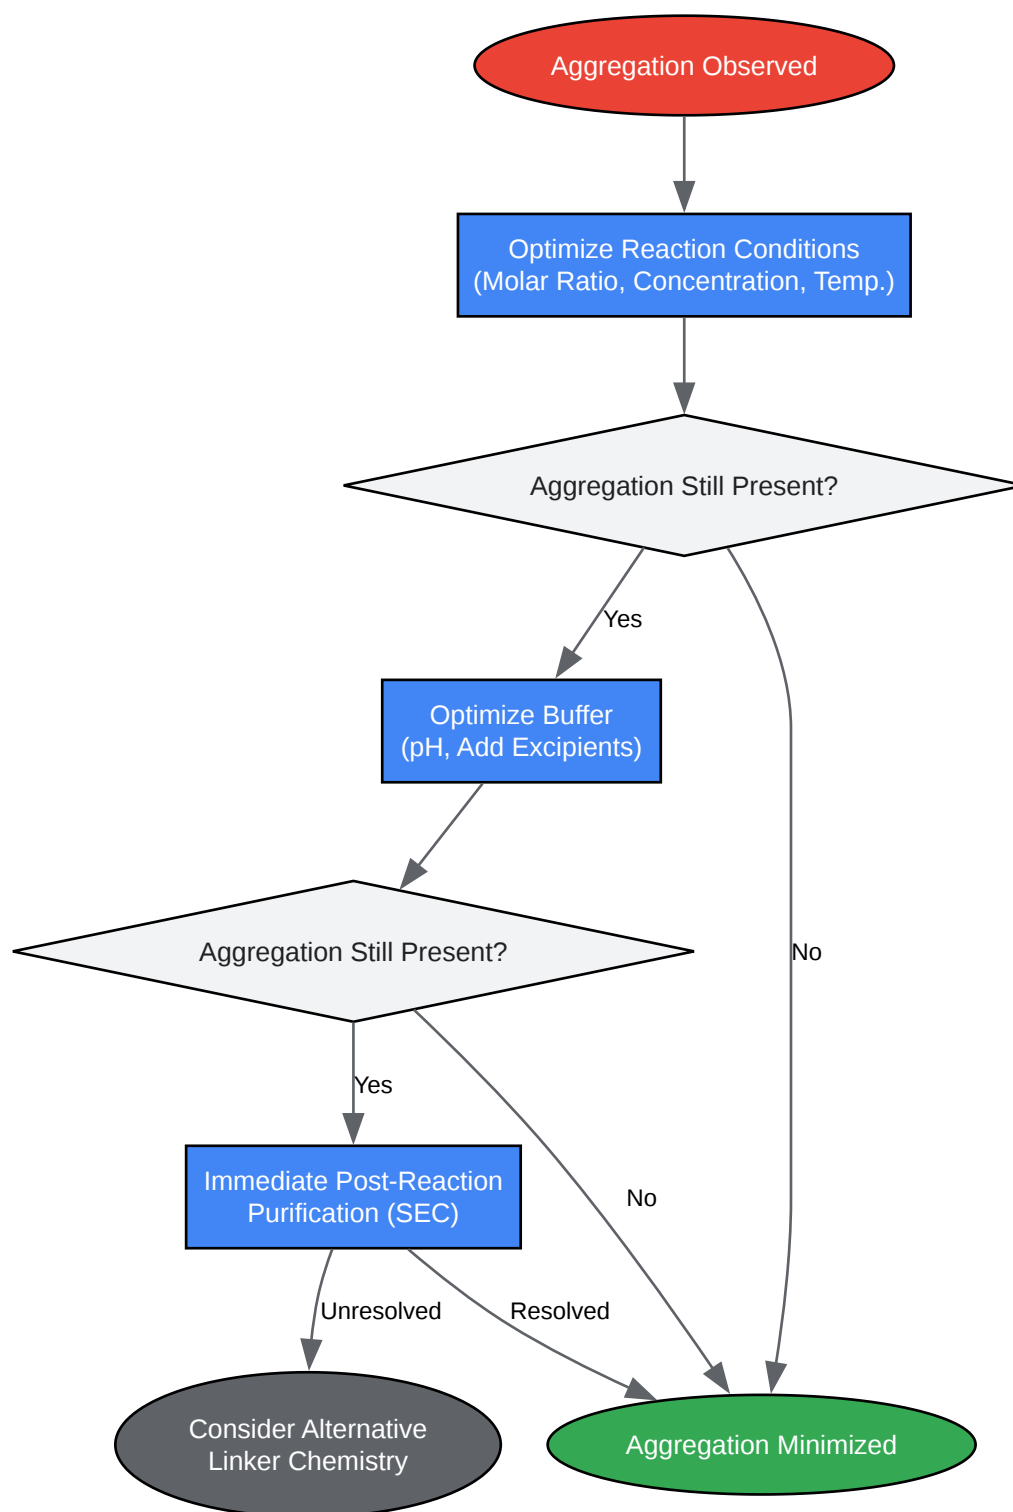 Aggregation Observed
Optimize Reaction Conditions
(Molar Ratio, Concentration, Temp.)
Aggregation Still Present?
Yes
Optimize Buffer
(pH, Add Excipients)
Aggregation Still Present?
No
Yes
Immediate Post-Reaction
Purification (SEC)
No
Unresolved
Resolved
Consider Alternative
Linker Chemistry
Aggregation Minimized